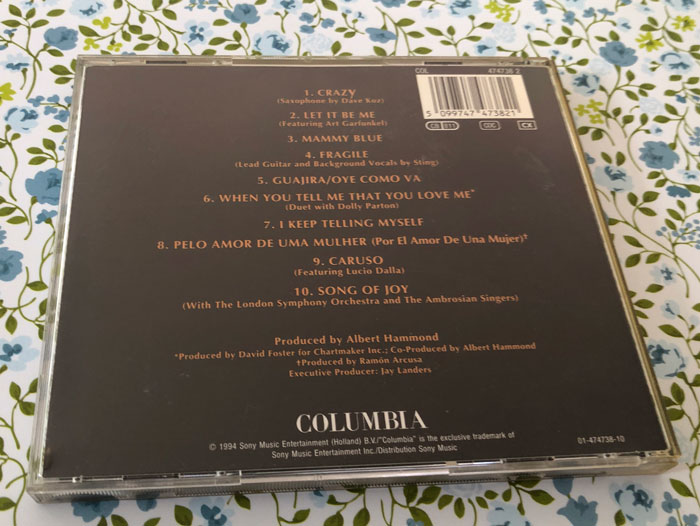 COL 474738 2
5 099747 473821
GB BIEM CDC CX
1. CRAZY
(Saxophone by Dave Koz)
2. LET IT BE ME
(Featuring Art Garfunkel)
3. MAMMY BLUE
4. FRAGILE
(Lead Guitar and Background Vocals by Sting)
5. GUAJIRA/OYE COMO VA
6. WHEN YOU TELL ME THAT YOU LOVE ME*
(Duet with Dolly Parton)
7. I KEEP TELLING MYSELF
8. PELO AMOR DE UMA MULHER (Por El Amor De Una Mujer)†
9. CARUSO
(Featuring Lucio Dalla)
10. SONG OF JOY
(With The London Symphony Orchestra and The Ambrosian Singers)
Produced by Albert Hammond
*Produced by David Foster for Chartmaker Inc.; Co-Produced by Albert Hammond
†Produced by Ramón Arcusa
Executive Producer: Jay Landers
COLUMBIA
© 1994 Sony Music Entertainment (Holland) B.V./"Columbia" is the exclusive trademark of
Sony Music Entertainment Inc./Distribution Sony Music
01-474738-10